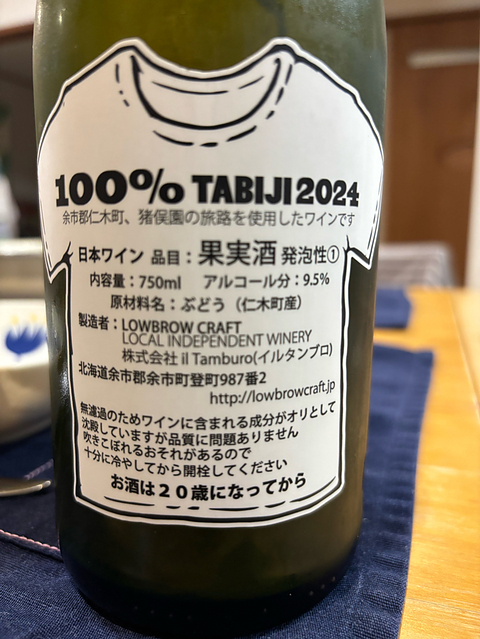 100% TABIJI 2024
余市郡仁木町、猪俣園の旅路を使用したワインです
日本ワイン 品目：果実酒 発泡性①
内容量：750ml アルコール分：9.5%
原材料名：ぶどう（仁木町産）
製造者：LOWBROW CRAFT
LOCAL INDEPENDENT WINERY
株式会社 il Tamburo(イルタンブロ)
北海道余市郡余市町登町987番2
http://lowbrowcraft.jp
無濾過のためワインに含まれる成分がオリとして
沈殿していますが品質に問題ありません
吹きこぼれるおそれがあるので
十分に冷やしてから開栓してください
お酒は２０歳になってから